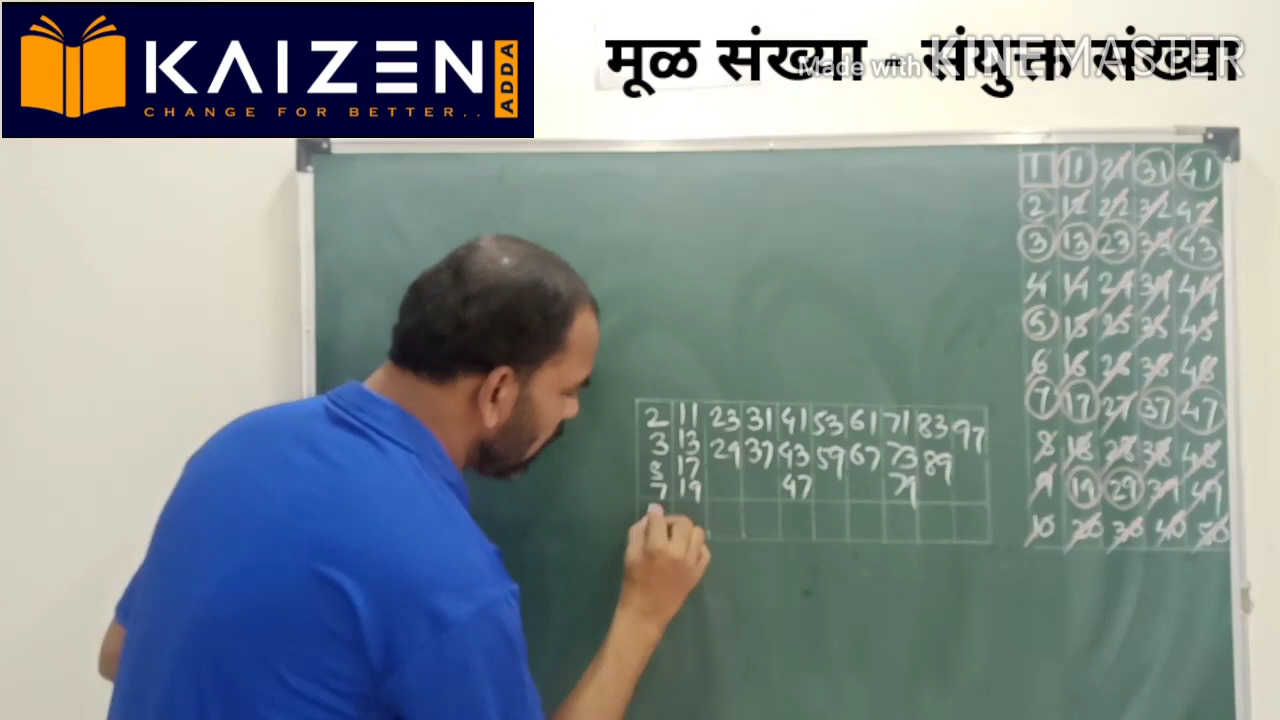 KAIZEN ADDA
CHANGE FOR BETTER..
मूळ संख्या - संयुक्त संख्या
Made with KINEMASTER
1 11 21 31 41
2 12 22 32 42
3 13 23 33 43
4 14 24 34 44
5 15 25 35 45
6 16 26 36 46
7 17 27 37 47
8 18 28 38 48
9 19 29 39 49
10 20 30 40 50
2 11 23 31 41 53 61 71 83 97
3 13 29 37 43 59 67 73 89
5 17 47 79
7 19